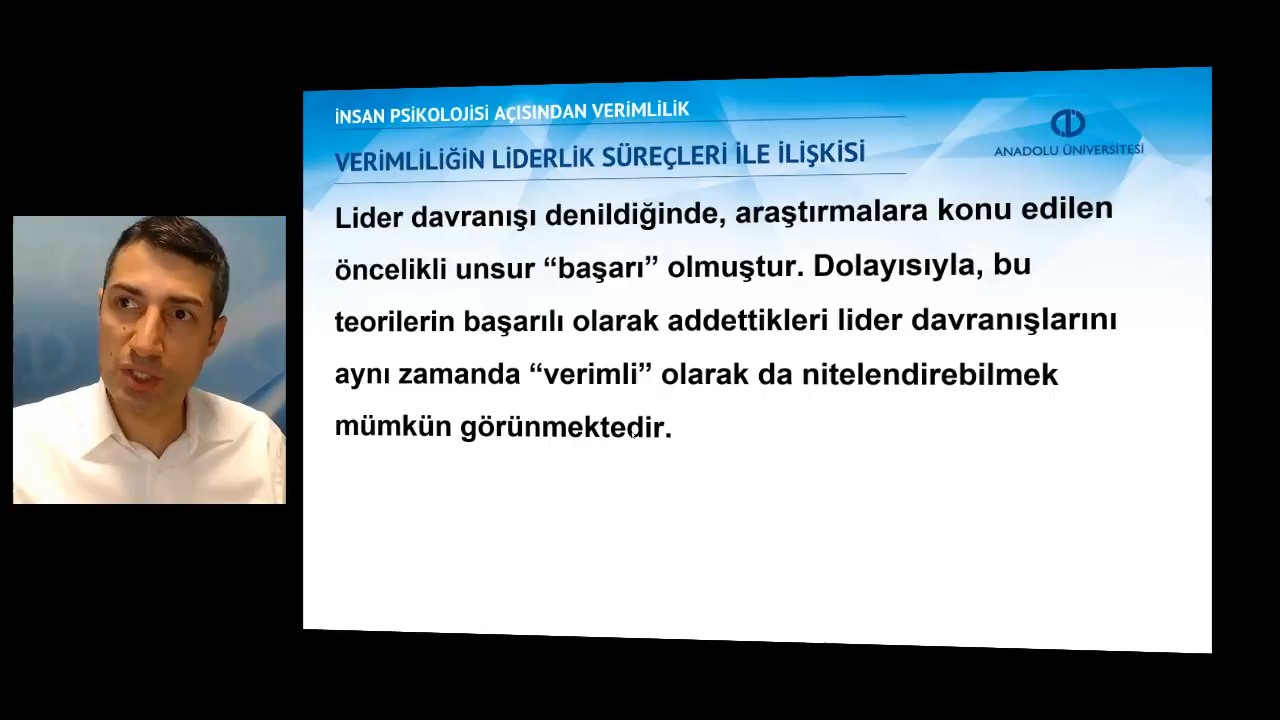 İNSAN PSİKOLOJİSİ AÇISINDAN VERİMLİLİK
VERİMLİLİĞİN LİDERLİK SÜREÇLERİ İLE İLİŞKİSİ
ANADOLU ÜNİVERSİTESİ
Lider davranışı denildiğinde, araştırmalara konu edilen
öncelikli unsur “başarı” olmuştur. Dolayısıyla, bu
teorilerin başarılı olarak addettikleri lider davranışlarını
aynı zamanda “verimli” olarak da nitelendirebilmek
mümkün görünmektedir.